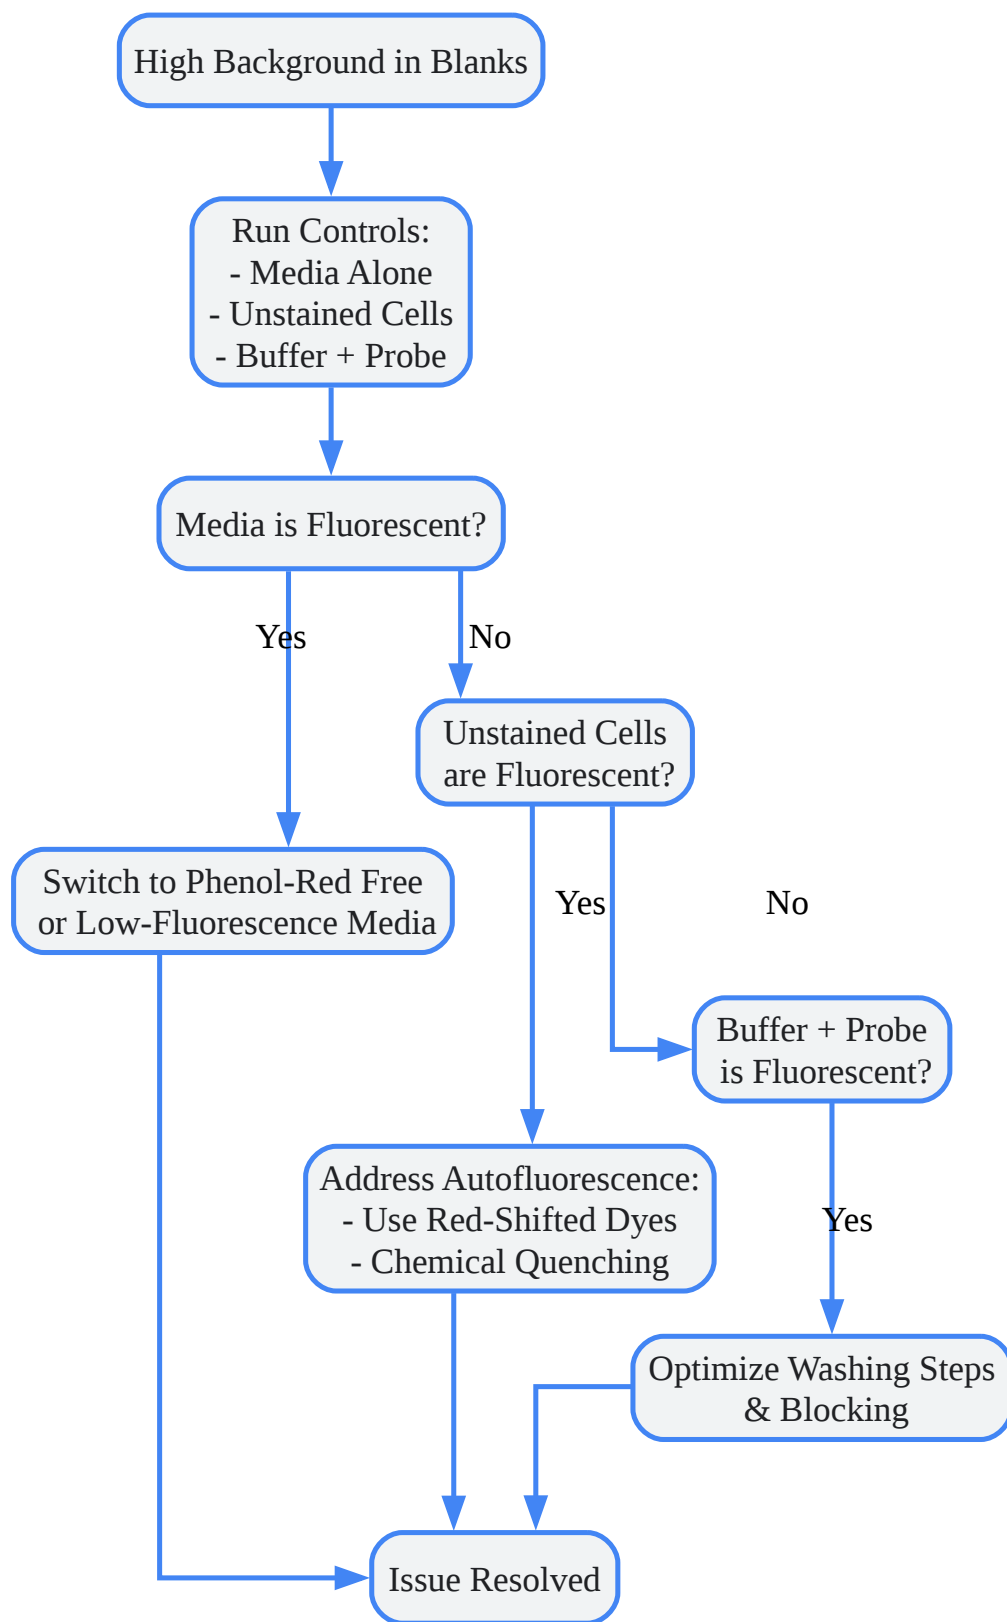 High Background in Blanks
Run Controls:
- Media Alone
- Unstained Cells
- Buffer + Probe
Media is Fluorescent?
Yes
No
Unstained Cells
are Fluorescent?
Switch to Phenol-Red Free
or Low-Fluorescence Media
Yes
No
Buffer + Probe
is Fluorescent?
Address Autofluorescence:
- Use Red-Shifted Dyes
- Chemical Quenching
Yes
Optimize Washing Steps
& Blocking
Issue Resolved